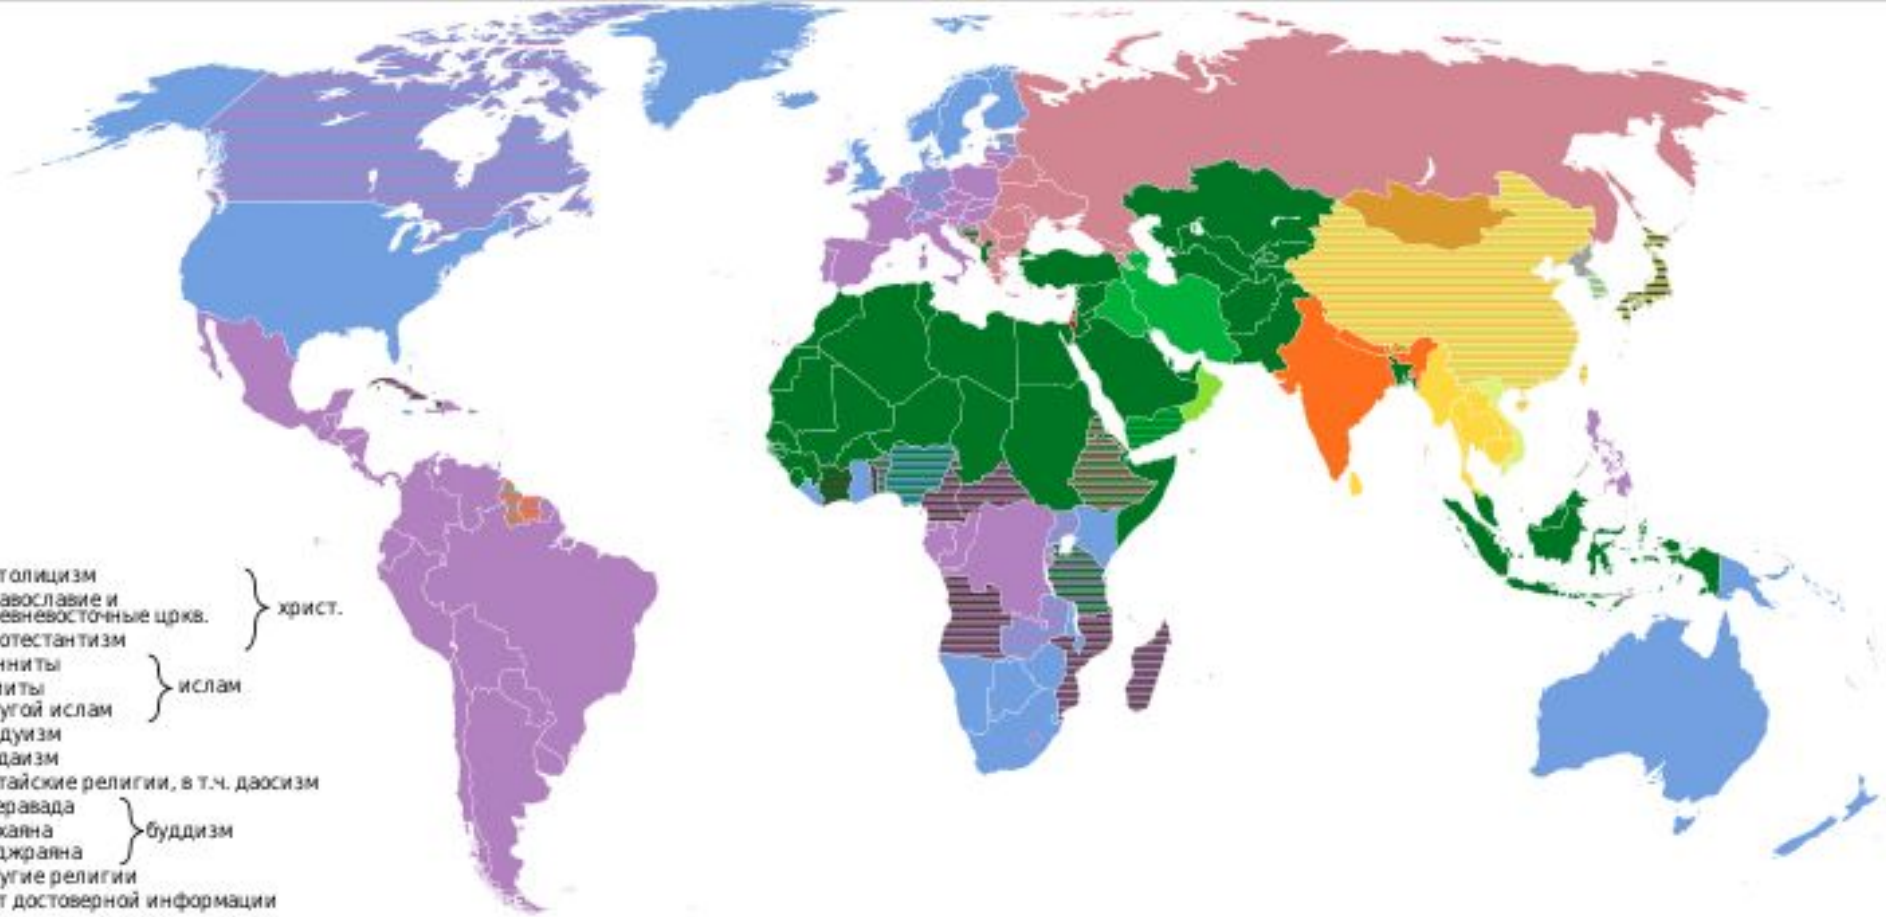 толицизм
авославие и
евневосточные цркв.
отестантизм
христ.
нниты
иты
угой ислам
ислам
дуизм
даизм
тайские религии, в т.ч. даосизм
еравада
хаяна
джраяна
буддизм
угие религии
т достоверной информации